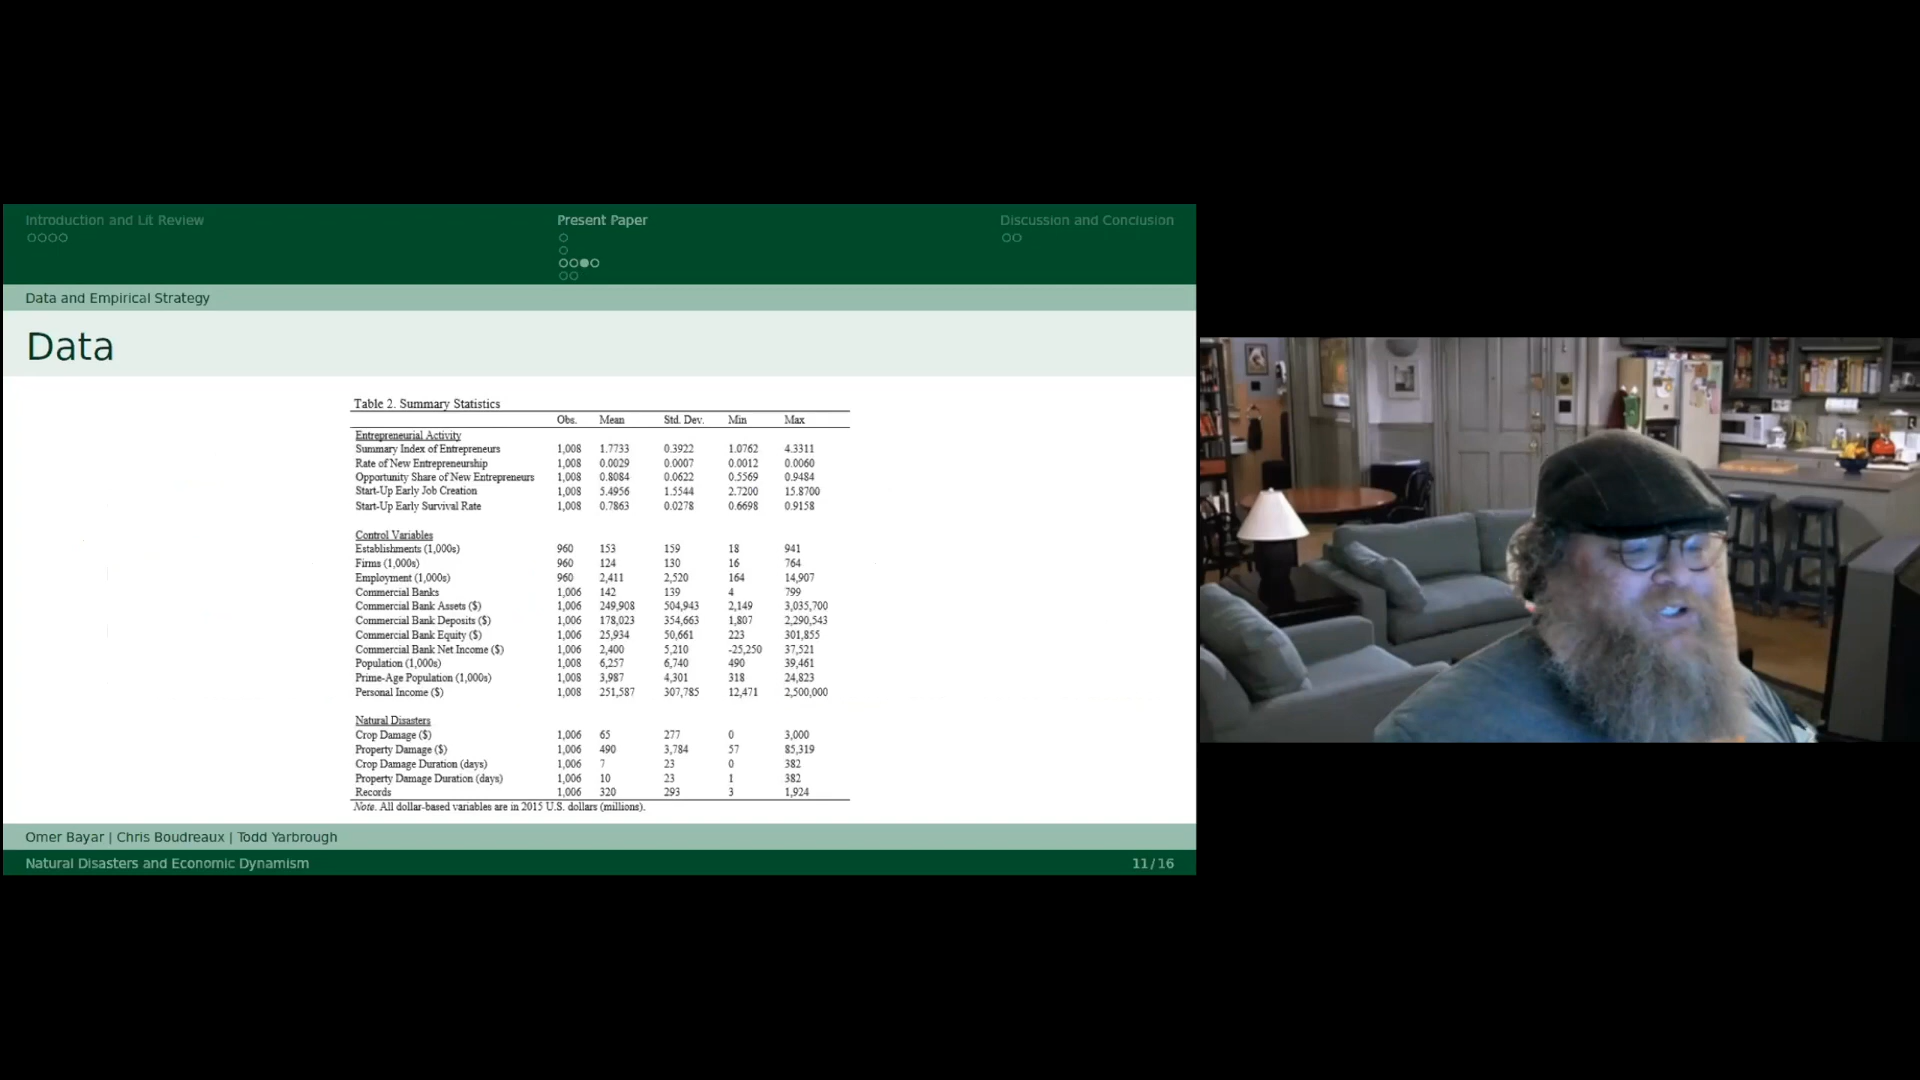 Introduction and Lit Review Present Paper Discussion and Conclusion
Data and Empirical Strategy
Data
Table 2. Summary Statistics
Obs. Mean Std. Dev. Min Max
Entrepreneurial Activity
Summary Index of Entrepreneurs 1,008 1.7733 0.3922 1.0762 4.3311
Rate of New Entrepreneurship 1,008 0.0029 0.0007 0.0012 0.0060
Opportunity Share of New Entrepreneurs 1,008 0.8084 0.0622 0.5569 0.9484
Start-Up Early Job Creation 1,008 5.4956 1.5544 2.7200 15.8700
Start-Up Early Survival Rate 1,008 0.7863 0.0278 0.6698 0.9158
Control Variables
Establishments (1,000s) 960 153 159 18 941
Firms (1,000s) 960 124 130 16 764
Employment (1,000s) 960 2,411 2,520 164 14,907
Commercial Banks 1,006 142 139 4 799
Commercial Bank Assets ($) 1,006 249,908 504,943 2,149 3,035,700
Commercial Bank Deposits ($) 1,006 178,023 354,663 1,807 2,290,543
Commercial Bank Equity ($) 1,006 25,934 50,661 223 301,855
Commercial Bank Net Income ($) 1,006 2,400 5,210 -25,250 37,521
Population (1,000s) 1,008 6,257 6,740 490 39,461
Prime-Age Population (1,000s) 1,008 3,987 4,301 318 24,823
Personal Income ($) 1,008 251,587 307,785 12,471 2,500,000
Natural Disasters
Crop Damage ($) 1,006 65 277 0 3,000
Property Damage ($) 1,006 490 3,784 57 85,319
Crop Damage Duration (days) 1,006 7 23 0 382
Property Damage Duration (days) 1,006 10 23 1 382
Records 1,006 320 293 3 1,924
Note. All dollar-based variables are in 2015 U.S. dollars (millions).
Omer Bayar | Chris Boudreaux | Todd Yarbrough
Natural Disasters and Economic Dynamism 11/16